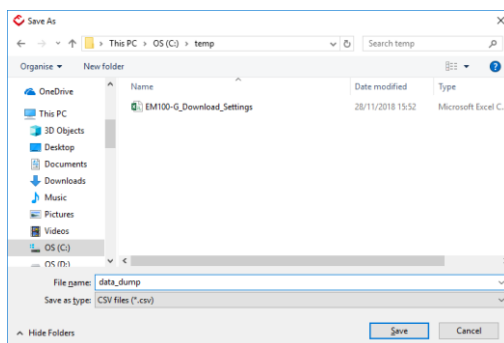 Save As
This PC > OS (C:) > temp
Search temp
Organise
New folder
Name
Date modified
Type
OneDrive
This PC
3D Objects
Desktop
Documents
Downloads
Music
Pictures
Videos
OS (C:)
OS (D:)
EM100-G_Download_Settings
28/11/2018 15:52
Microsoft Excel C.
File name:
data_dump
Save as type:
CSV files (*.csv)
Hide Folders
Save
Cancel